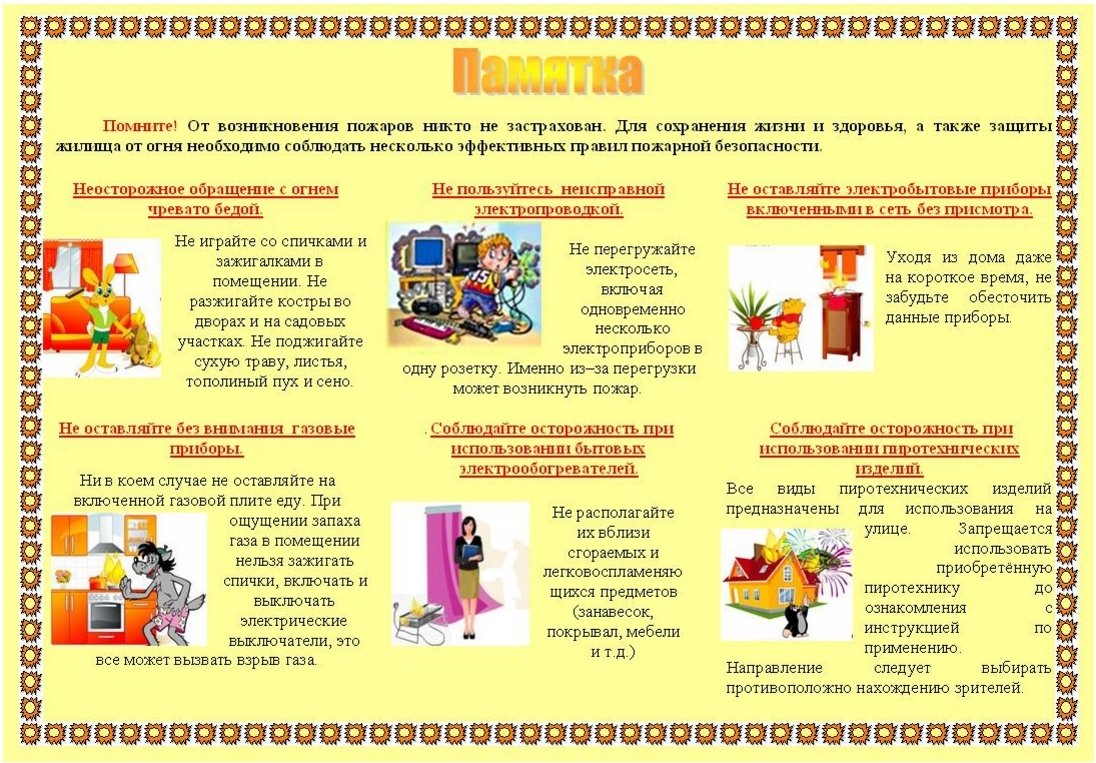 Памятка
Помните! От возникновения пожаров никто не застрахован. Для сохранения жизни и здоровья, а также защиты
жилища от огня необходимо соблюдать несколько эффективных правил пожарной безопасности.
Неосторожное обращение с огнем
чревато бедой.
Не играйте со спичками и
зажигалками в
помещении. Не
разжигайте костры во
дворах и на садовых
участках. Не поджигайте
сухую траву, листья,
тополиный пух и сено.
Не пользуйтесь неисправной
электропроводкой.
Не перегружайте
электросеть,
включая
одновременно
несколько
электроприборов в
одну розетку. Именно из–за перегрузки
может возникнуть пожар.
Не оставляйте электробытовые приборы
включенными в сеть без присмотра.
Уходя из дома даже
на короткое время, не
забудьте обесточить
данные приборы.
Не оставляйте без внимания газовые
приборы.
Ни в коем случае не оставляйте на
включенной газовой плите еду. При
ощущении запаха
газа в помещении
нельзя зажигать
спички, включать и
выключать
электрические
выключатели, это
все может вызвать взрыв газа.
. Соблюдайте осторожность при
использовании бытовых
электрообогревателей.
Не располагайте
их вблизи
сгораемых и
легковоспламеняю
щихся предметов
(занавесок,
покрывал, мебели
и т.д.)
Соблюдайте осторожность при
использовании пиротехнических
изделий.
Все виды пиротехнических изделий
предназначены для использования на
улице. Запрещается
использовать
приобретённую
пиротехнику до
ознакомления с
инструкцией по
применению.
Направление следует выбирать
противоположно нахождению зрителей.